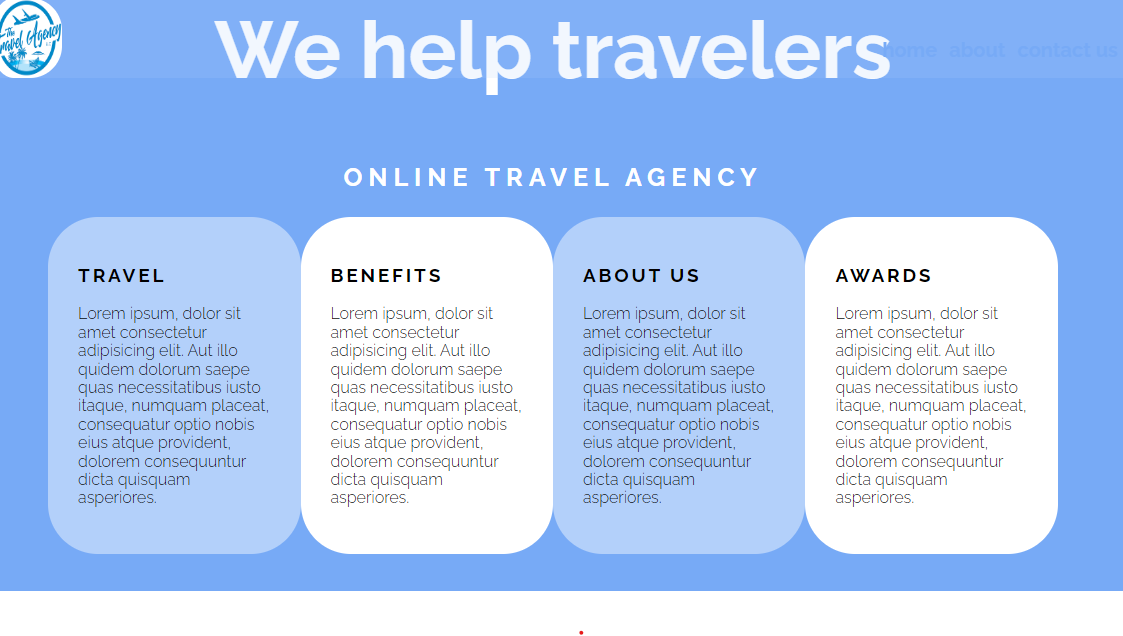 The
Travel Agency
We help travelers
home about contact us
ONLINE TRAVEL AGENCY
TRAVEL
Lorem ipsum, dolor sit
amet consectetur
adipisicing elit. Aut illo
quidem dolorum saepe
quas necessitatibus iusto
itaque, numquam placeat,
consequatur optio nobis
eius atque provident,
dolorem consequuntur
dicta quisquam
asperiores.
BENEFITS
Lorem ipsum, dolor sit
amet consectetur
adipisicing elit. Aut illo
quidem dolorum saepe
quas necessitatibus iusto
itaque, numquam placeat,
consequatur optio nobis
eius atque provident,
dolorem consequuntur
dicta quisquam
asperiores.
ABOUT US
Lorem ipsum, dolor sit
amet consectetur
adipisicing elit. Aut illo
quidem dolorum saepe
quas necessitatibus iusto
itaque, numquam placeat,
consequatur optio nobis
eius atque provident,
dolorem consequuntur
dicta quisquam
asperiores.
AWARDS
Lorem ipsum, dolor sit
amet consectetur
adipisicing elit. Aut illo
quidem dolorum saepe
quas necessitatibus iusto
itaque, numquam placeat,
consequatur optio nobis
eius atque provident,
dolorem consequuntur
dicta quisquam
asperiores.